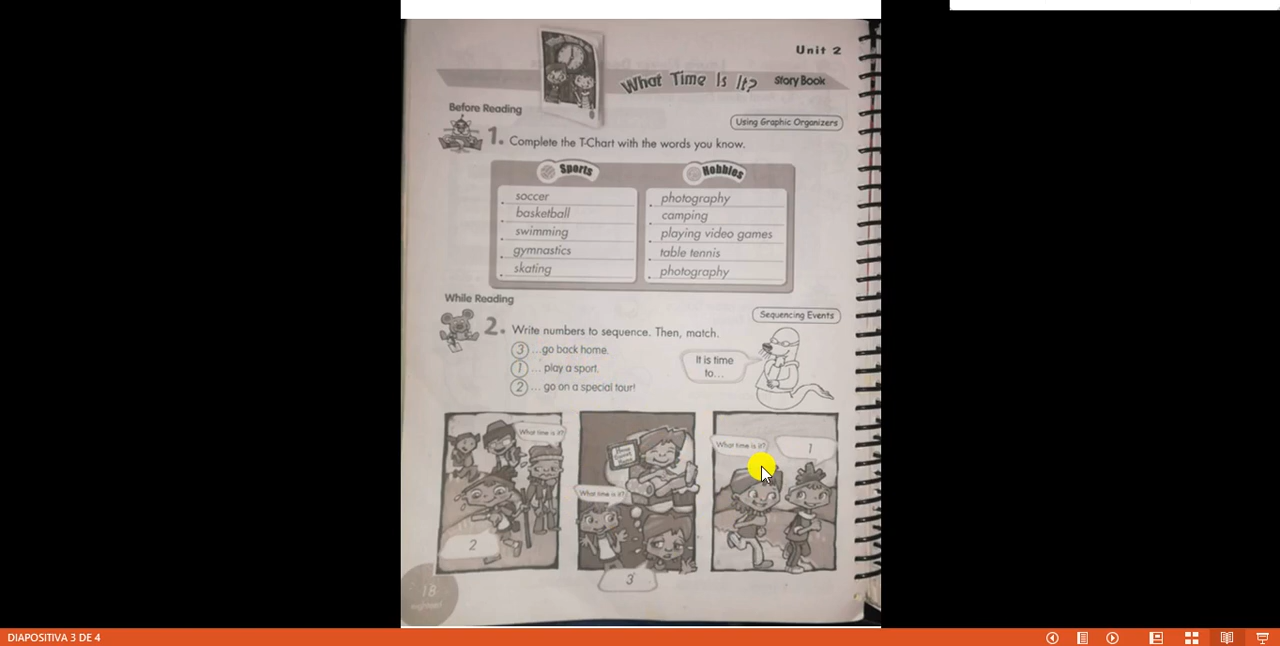 Unit 2
What Time Is It? Story Book
Before Reading
Using Graphic Organizers
1. Complete the T-Chart with the words you know.
Sports
soccer
basketball
swimming
gymnastics
skating
Hobbies
photography
camping
playing video games
table tennis
photography
While Reading
Sequencing Events
2. Write numbers to sequence. Then, match.
3 ...go back home.
1 ... play a sport.
2 ... go on a special tour!
It is time
to...
What time is it?
2
What time is it?
3
What time is it?
1
18
DIAPOSITIVA 3 DE 4